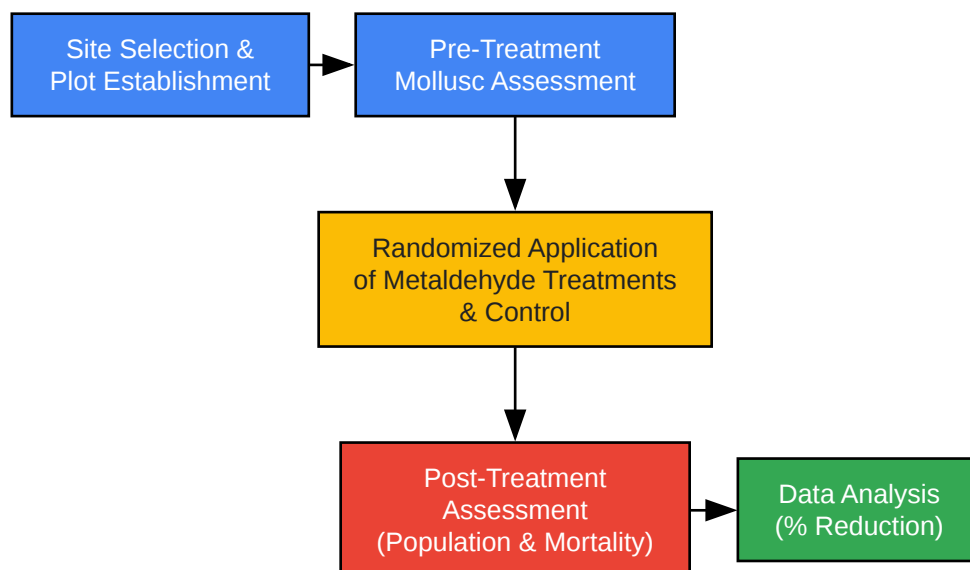 Site Selection &
Plot Establishment
Pre-Treatment
Mollusc Assessment
Randomized Application
of Metaldehyde Treatments
& Control
Post-Treatment
Assessment
(Population & Mortality)
Data Analysis
(% Reduction)